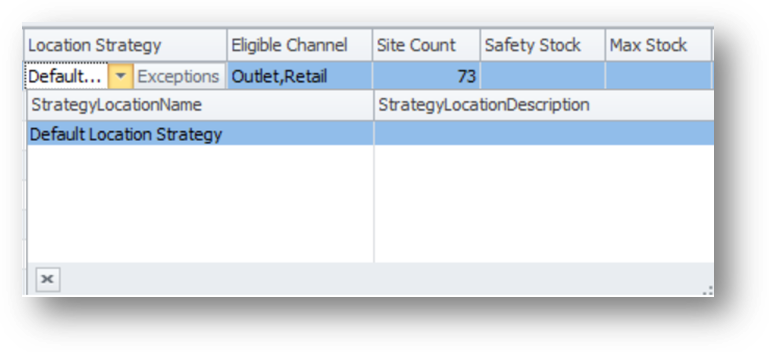 Location Strategy Eligible Channel Site Count Safety Stock Max Stock
Default... Exceptions Outlet,Retail 73
StrategyLocationName StrategyLocationDescription
Default Location Strategy